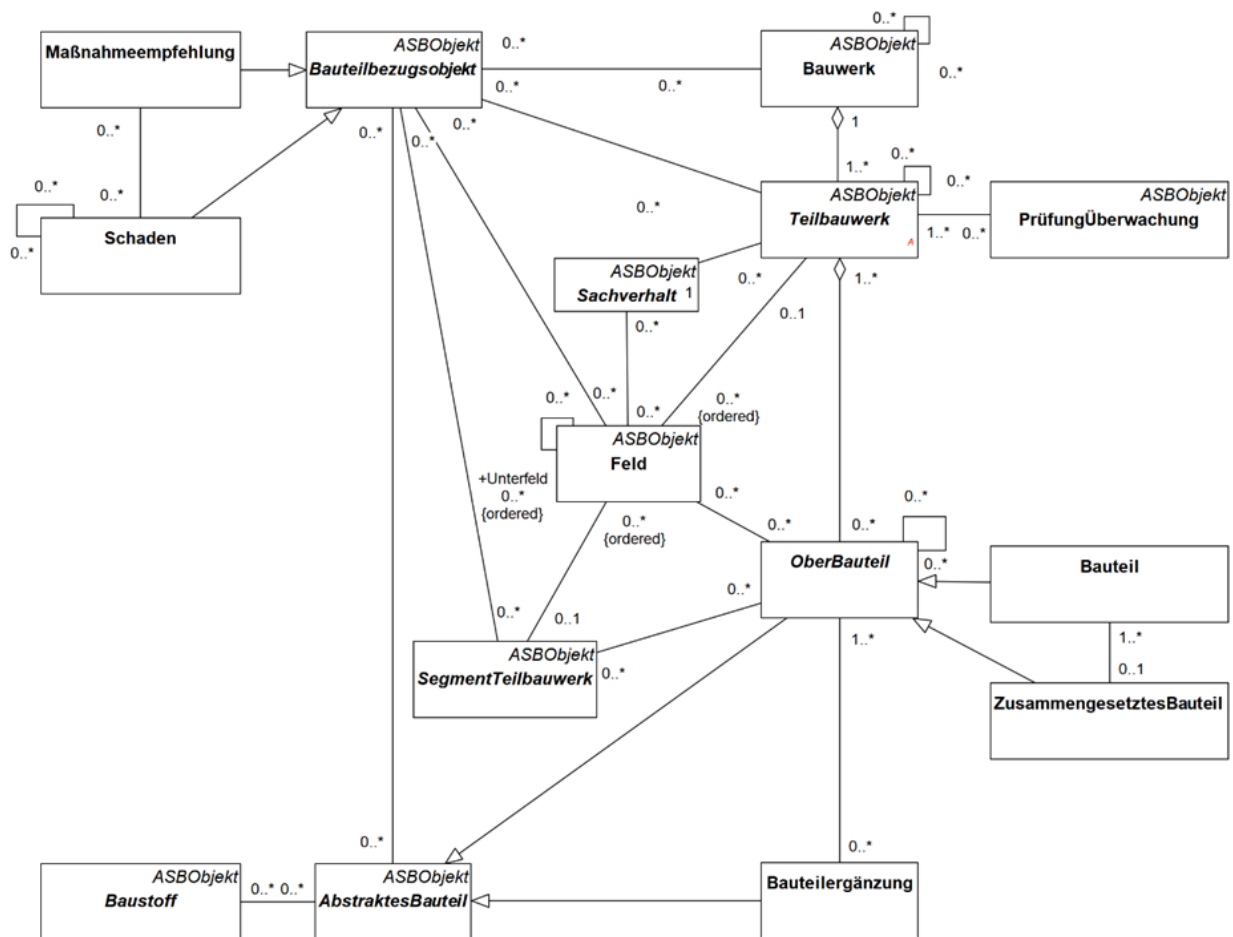 0..*
Maßnahmeempfehlung
ASBObjekt
Bauteilbezugsobjekt
0..*
0..*
ASBObjekt
Bauwerk
0..*
0..*
0..*
0..*
0..*
0..*
0..*
1
0..*
0..*
1..*
0..*
0..*
ASBObjekt
Teilbauwerk
A
ASBObjekt
PrüfungÜberwachung
0..*
0..*
0..*
Schaden
1..*
0..*
ASBObjekt
Sachverhalt
1
0..*
1..*
0..1
0..*
0..*
0..*
0..*
0..*
{ordered}
ASBObjekt
Feld
+Unterfeld
0..*
{ordered}
0..*
0..*
{ordered}
0..*
0..*
0..*
OberBauteil
0..*
Bauteil
0..*
0..*
0..1
1..*
1..*
ASBObjekt
SegmentTeilbauwerk
0..*
0..1
ZusammengesetztesBauteil
0..*
0..*
ASBObjekt
Baustoff
0..*
0..*
ASBObjekt
AbstraktesBauteil
Bauteilergänzung